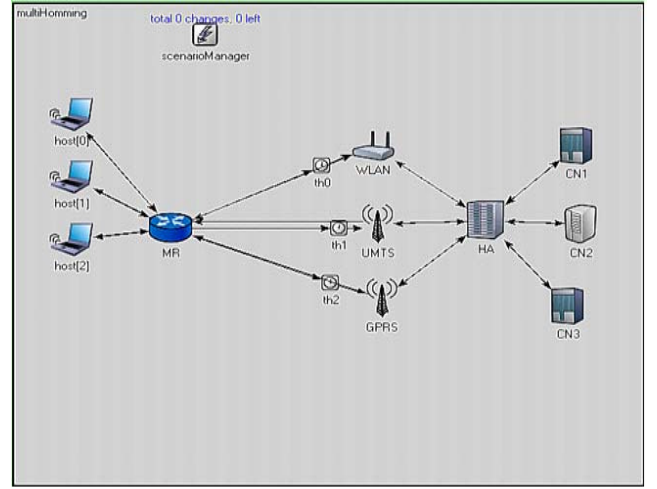 multiHomming
total 0 changes, 0 left
scenarioManager
host[0]
WLAN
CN1
th0
host[1]
MR
th1
UMTS
HA
CN2
host[2]
th2
GPRS
CN3